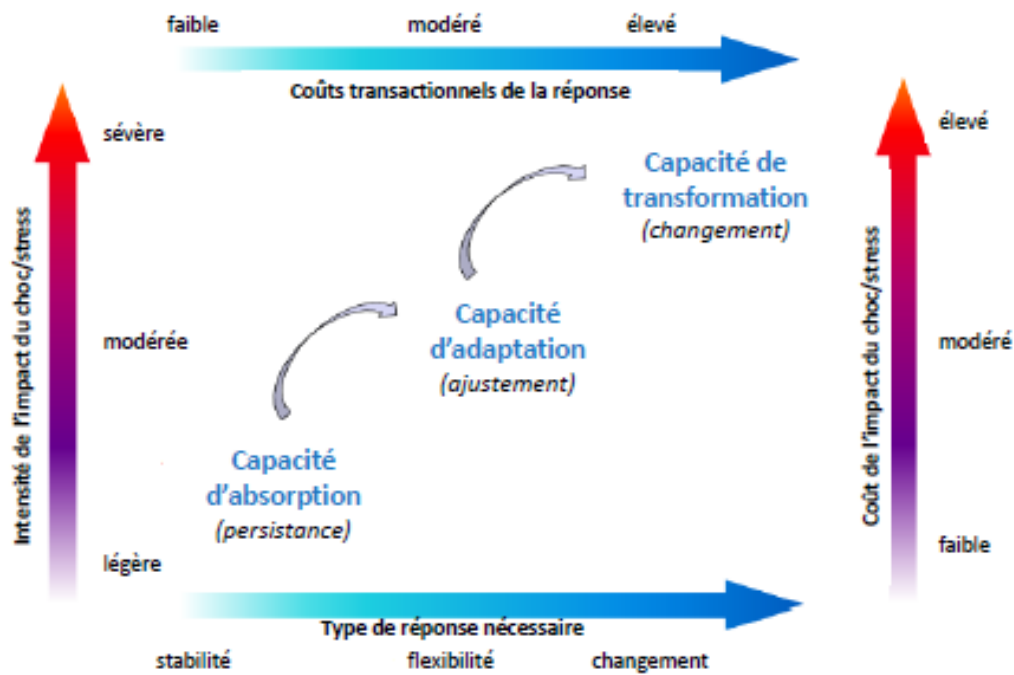 faible modéré élevé
Coûts transactionnels de la réponse
Intensité de l'impact du choc/stress
sévère
modérée
légère
Capacité de
transformation
(changement)
Capacité
d'adaptation
(ajustement)
Capacité
d'absorption
(persistance)
élevé
modéré
faible
Coût de l'impact du choc/stress
Type de réponse nécessaire
stabilité flexibilité changement